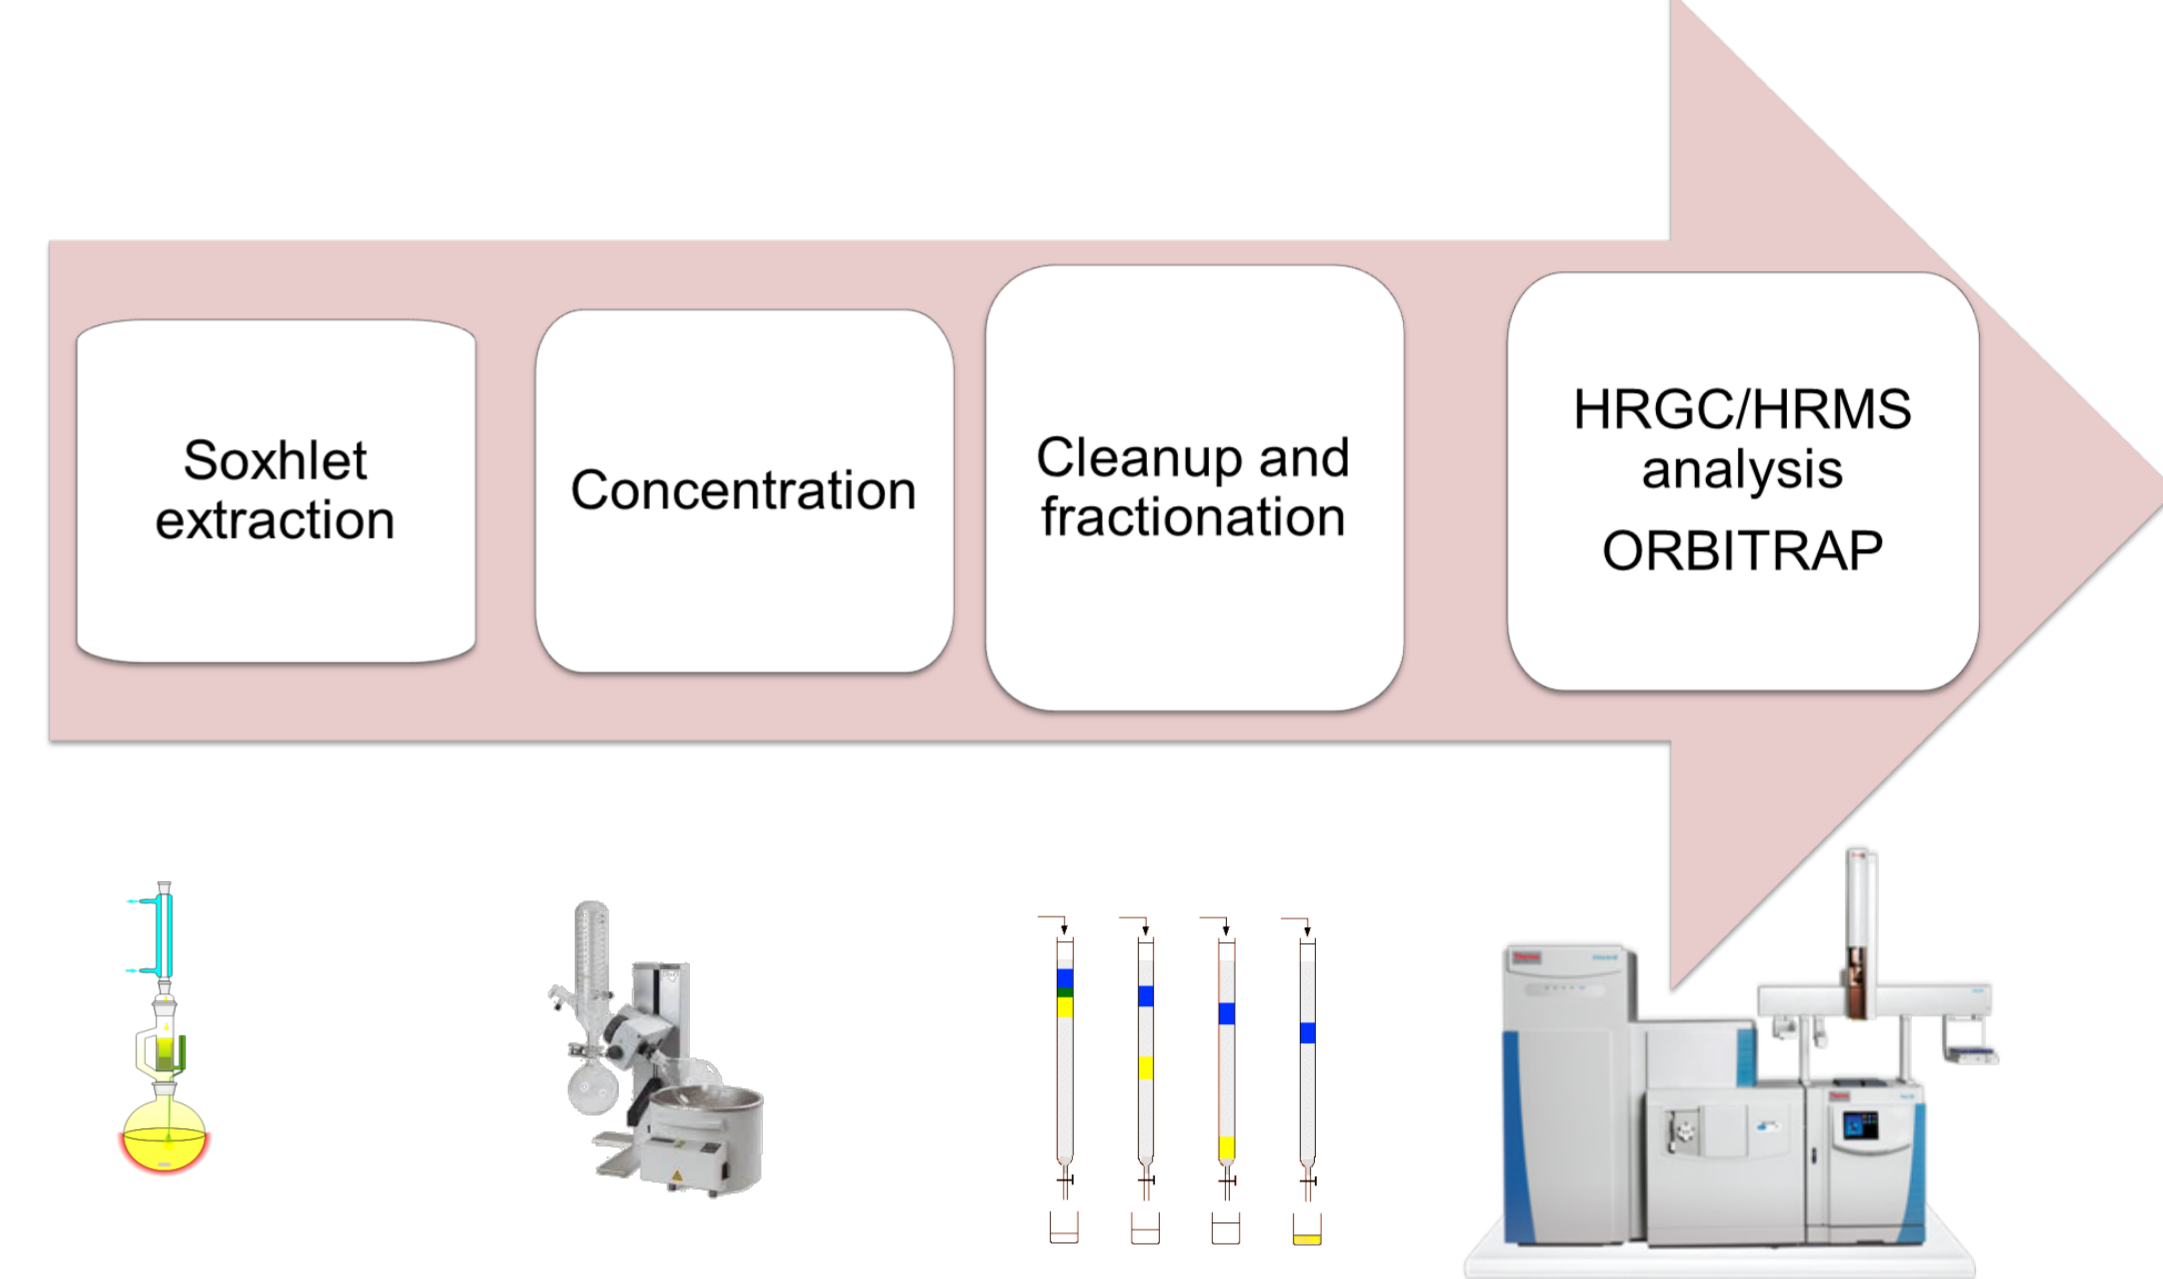 Soxhlet
extraction
Concentration
Cleanup and
fractionation
HRGC/HRMS
analysis
ORBITRAP